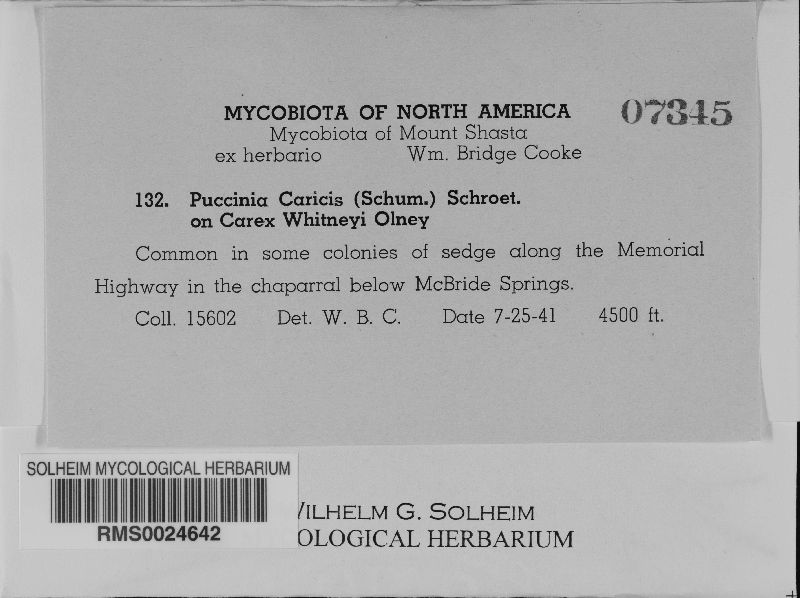 MYCOBIOTA OF NORTH AMERICA 07345
Mycobiota of Mount Shasta
ex herbario Wm. Bridge Cooke
132. Puccinia Caricis (Schum.) Schroet.
on Carex Whitneyi Olney
Common in some colonies of sedge along the Memorial
Highway in the chaparral below McBride Springs.
Coll. 15602 Det. W. B. C. Date 7-25-41 4500 ft.
SOLHEIM MYCOLOGICAL HERBARIUM
RMS0024642
ILHELM G. SOLHEIM
OLOGICAL HERBARIUM